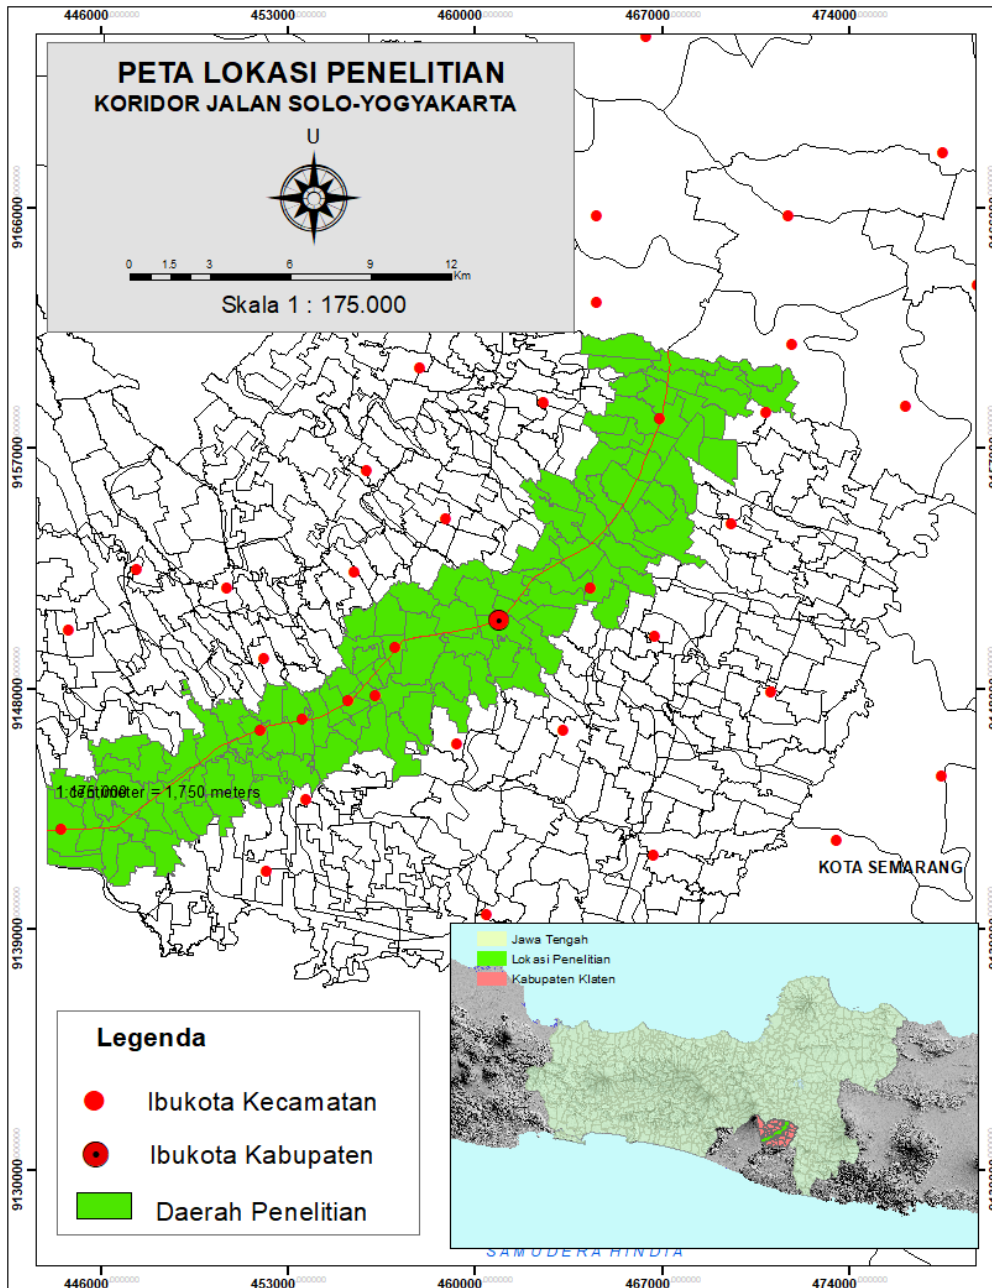 446000 453000 460000 467000 474000
PETA LOKASI PENELITIAN
KORIDOR JALAN SOLO-YOGYAKARTA
U
0 1.5 3 6 9 12
Km
Skala 1 : 175.000
9166000
9157000
9148000
9139000
9130000
1 centimeter = 1,750 meters
KOTA SEMARANG
Jawa Tengah
Lokasi Penelitian
Kabupaten Klaten
Legenda
Ibukota Kecamatan
Ibukota Kabupaten
Daerah Penelitian
SAMUDERA HINDIA
446000 453000 460000 467000 474000